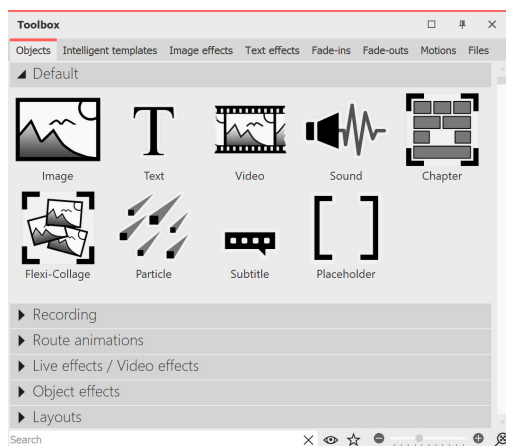 Toolbox
Objects Intelligent templates Image effects Text effects Fade-ins Fade-outs Motions Files
Default
Image Text Video Sound Chapter
Flexi-Collage Particle Subtitle Placeholder
Recording
Route animations
Live effects / Video effects
Object effects
Layouts
Search